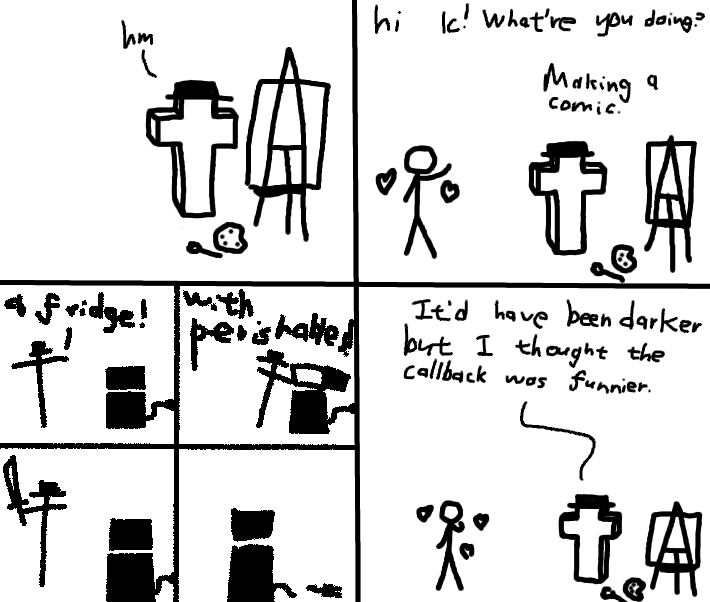 hm
hi k! What're you doing?
Making a
comic.
a fridge!
with
perishables
It'd have been darker
but I thought the
callback was funnier.